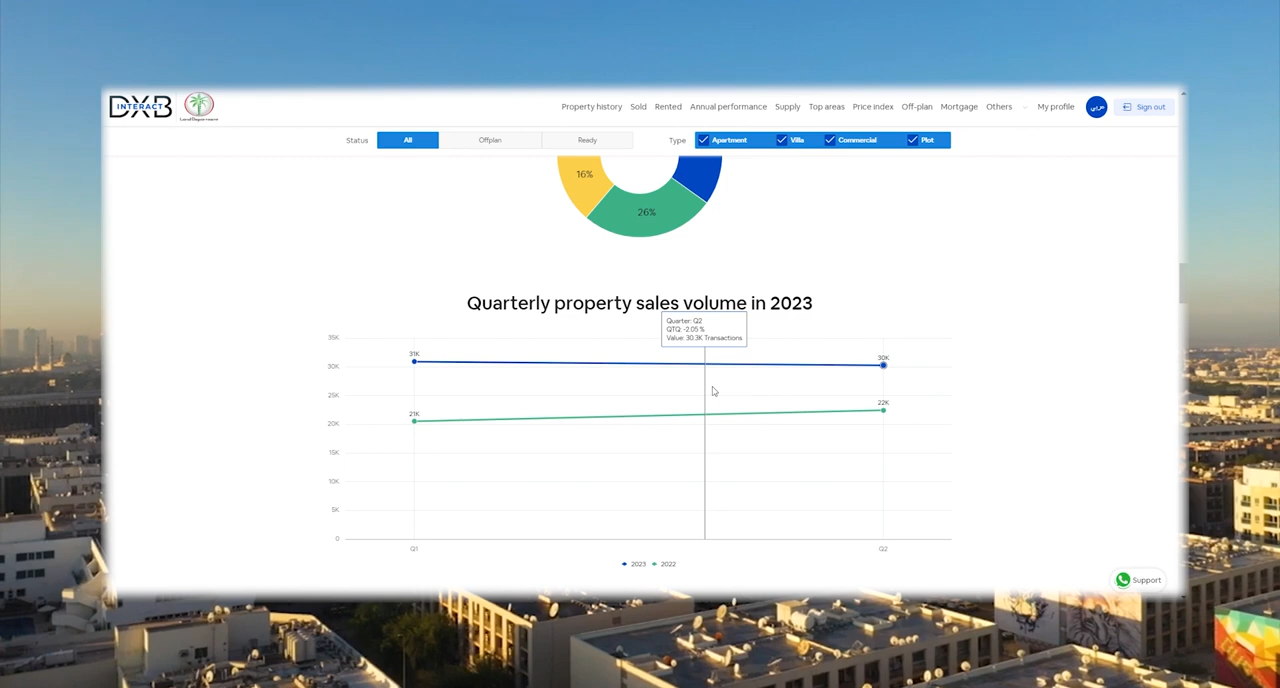 DXB
INTERACT
Land Department
Property history Sold Rented Annual performance Supply Top areas Price index Off-plan Mortgage Others My profile عربي Sign out
Status All Offplan Ready Type Apartment Villa Commercial Plot
16%
26%
Quarterly property sales volume in 2023
Quarter: Q2
QTQ: -2.05 %
Value: 30.3K Transactions
35K
31K
30K
30K
25K
22K
21K
20K
15K
10K
5K
0
Q1 Q2
2023 2022
Support